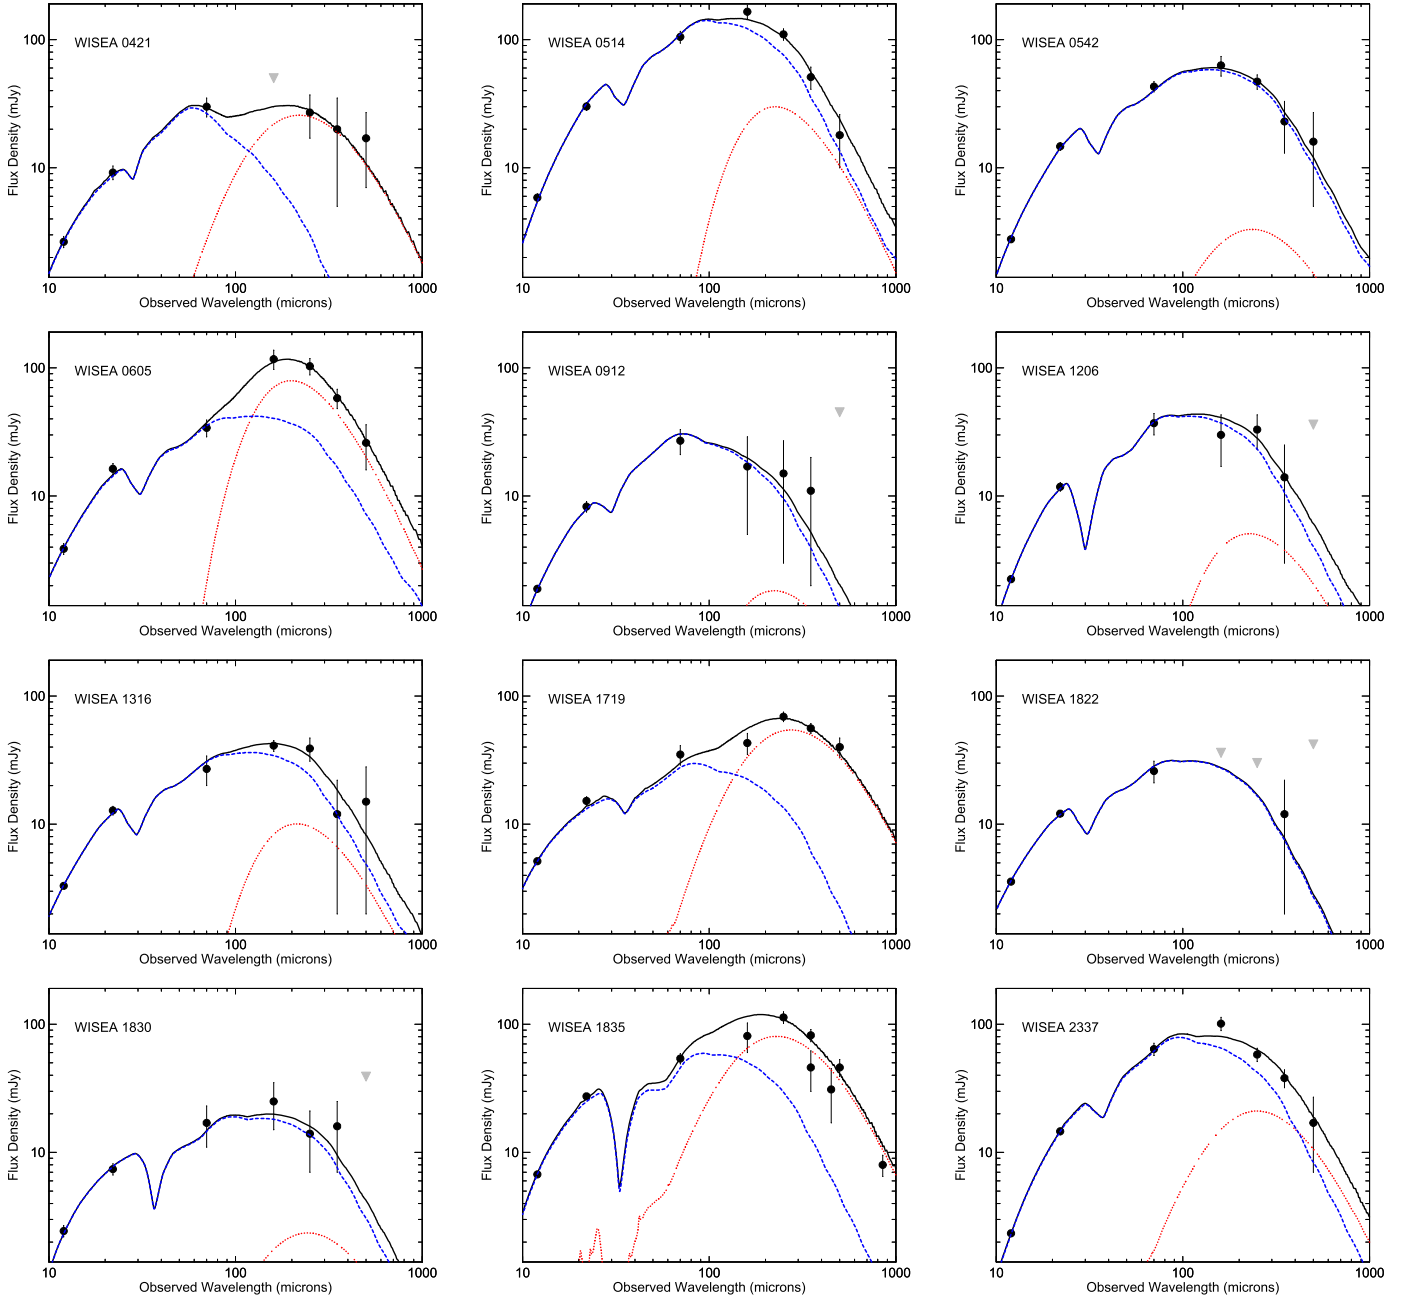 WISEA 0421
100
10
Flux Density (mJy)
10 100 1000
Observed Wavelength (microns)
WISEA 0514
100
10
Flux Density (mJy)
10 100 1000
Observed Wavelength (microns)
WISEA 0542
100
10
Flux Density (mJy)
10 100 1000
Observed Wavelength (microns)
WISEA 0605
100
10
Flux Density (mJy)
10 100 1000
Observed Wavelength (microns)
WISEA 0912
100
10
Flux Density (mJy)
10 100 1000
Observed Wavelength (microns)
WISEA 1206
100
10
Flux Density (mJy)
10 100 1000
Observed Wavelength (microns)
WISEA 1316
100
10
Flux Density (mJy)
10 100 1000
Observed Wavelength (microns)
WISEA 1719
100
10
Flux Density (mJy)
10 100 1000
Observed Wavelength (microns)
WISEA 1822
100
10
Flux Density (mJy)
10 100 1000
Observed Wavelength (microns)
WISEA 1830
100
10
Flux Density (mJy)
10 100 1000
Observed Wavelength (microns)
WISEA 1835
100
10
Flux Density (mJy)
10 100 1000
Observed Wavelength (microns)
WISEA 2337
100
10
Flux Density (mJy)
10 100 1000
Observed Wavelength (microns)